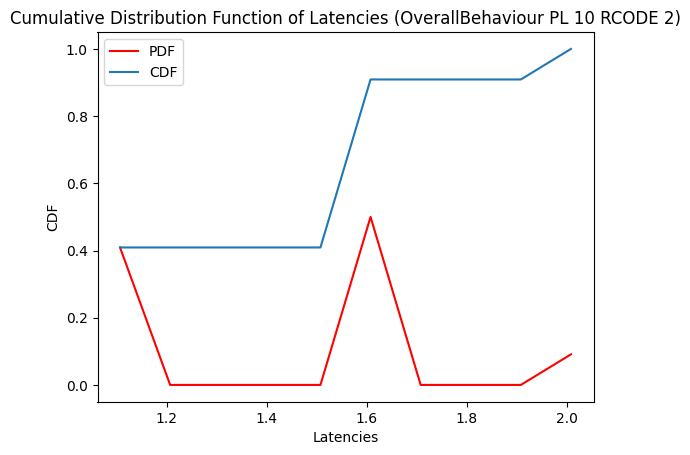 Cumulative Distribution Function of Latencies (OverallBehaviour PL 10 RCODE 2)
PDF
CDF
1.0
0.8
0.6
0.4
0.2
0.0
CDF
1.2
1.4
1.6
1.8
2.0
Latencies